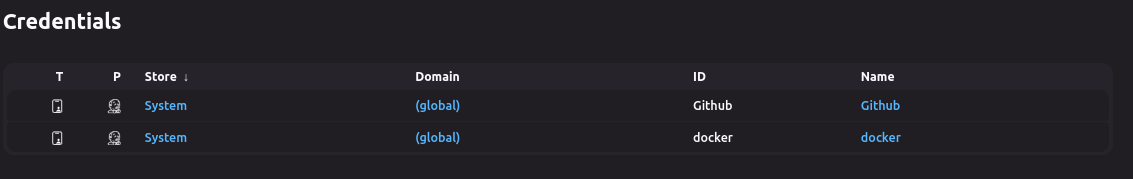 Credentials
T P Store ↓ Domain ID Name
System (global) Github Github
System (global) docker docker